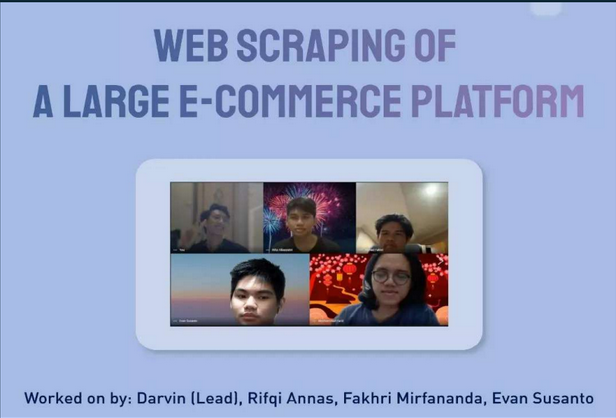 WEB SCRAPING OF
A LARGE E-COMMERCE PLATFORM
Worked on by: Darvin (Lead), Rifqi Annas, Fakhri Mirfananda, Evan Susanto